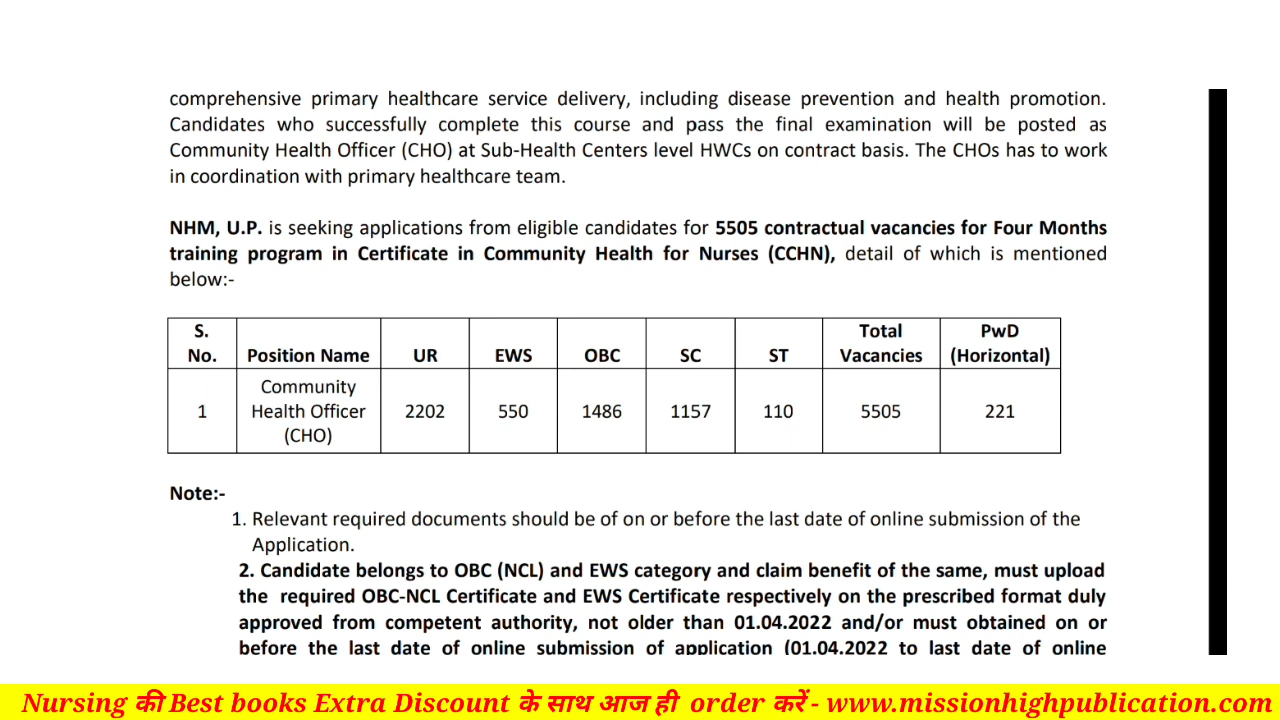 comprehensive primary healthcare service delivery, including disease prevention and health promotion.
Candidates who successfully complete this course and pass the final examination will be posted as
Community Health Officer (CHO) at Sub-Health Centers level HWCs on contract basis. The CHOs has to work
in coordination with primary healthcare team.
NHM, U.P. is seeking applications from eligible candidates for 5505 contractual vacancies for Four Months
training program in Certificate in Community Health for Nurses (CCHN), detail of which is mentioned
below:-
S. No. Position Name UR EWS OBC SC ST Total Vacancies PwD (Horizontal)
1 Community Health Officer (CHO) 2202 550 1486 1157 110 5505 221
Note:-
1. Relevant required documents should be of on or before the last date of online submission of the
Application.
2. Candidate belongs to OBC (NCL) and EWS category and claim benefit of the same, must upload
the required OBC-NCL Certificate and EWS Certificate respectively on the prescribed format duly
approved from competent authority, not older than 01.04.2022 and/or must obtained on or
before the last date of online submission of application (01.04.2022 to last date of online
Nursing की Best books Extra Discount के साथ आज ही order करें - www.missionhighpublication.com